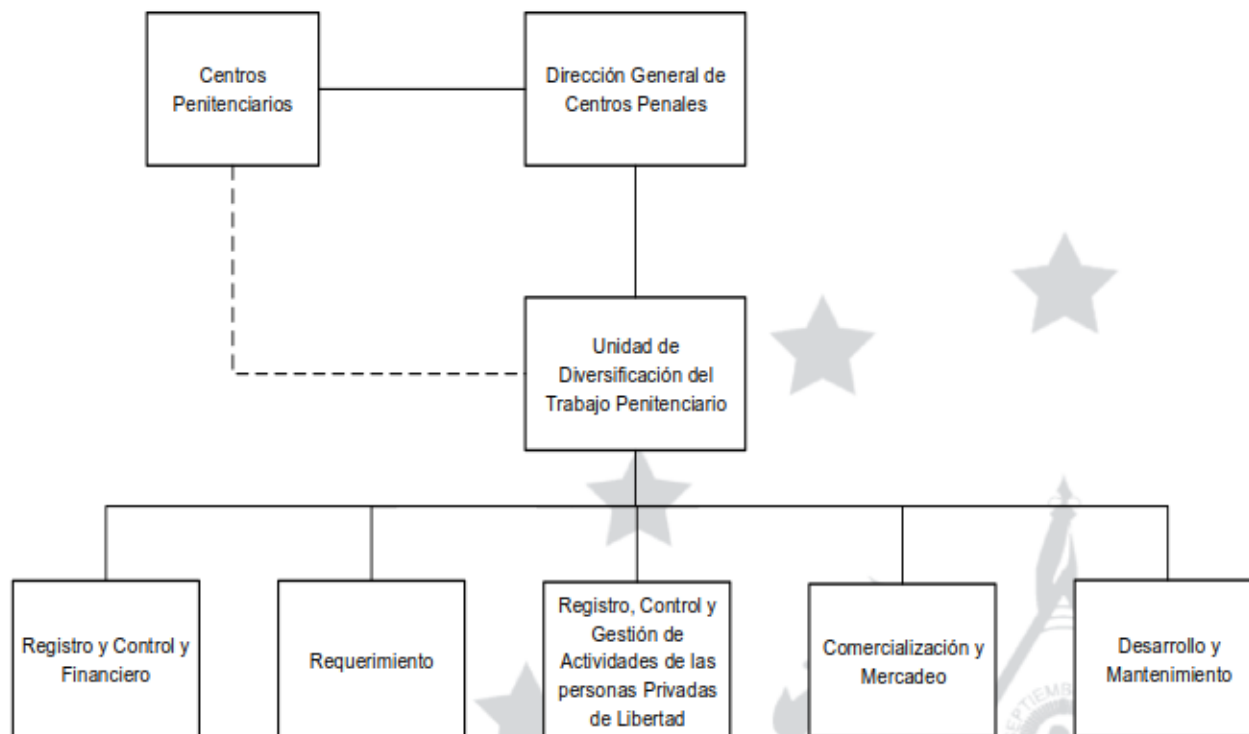 Centros
Penitenciarios
Dirección General de
Centros Penales
Unidad de
Diversificación del
Trabajo Penitenciario
Registro y Control y
Financiero
Requerimiento
Registro, Control y
Gestión de
Actividades de las
personas Privadas
de Libertad
Comercialización y
Mercadeo
Desarrollo y
Mantenimiento